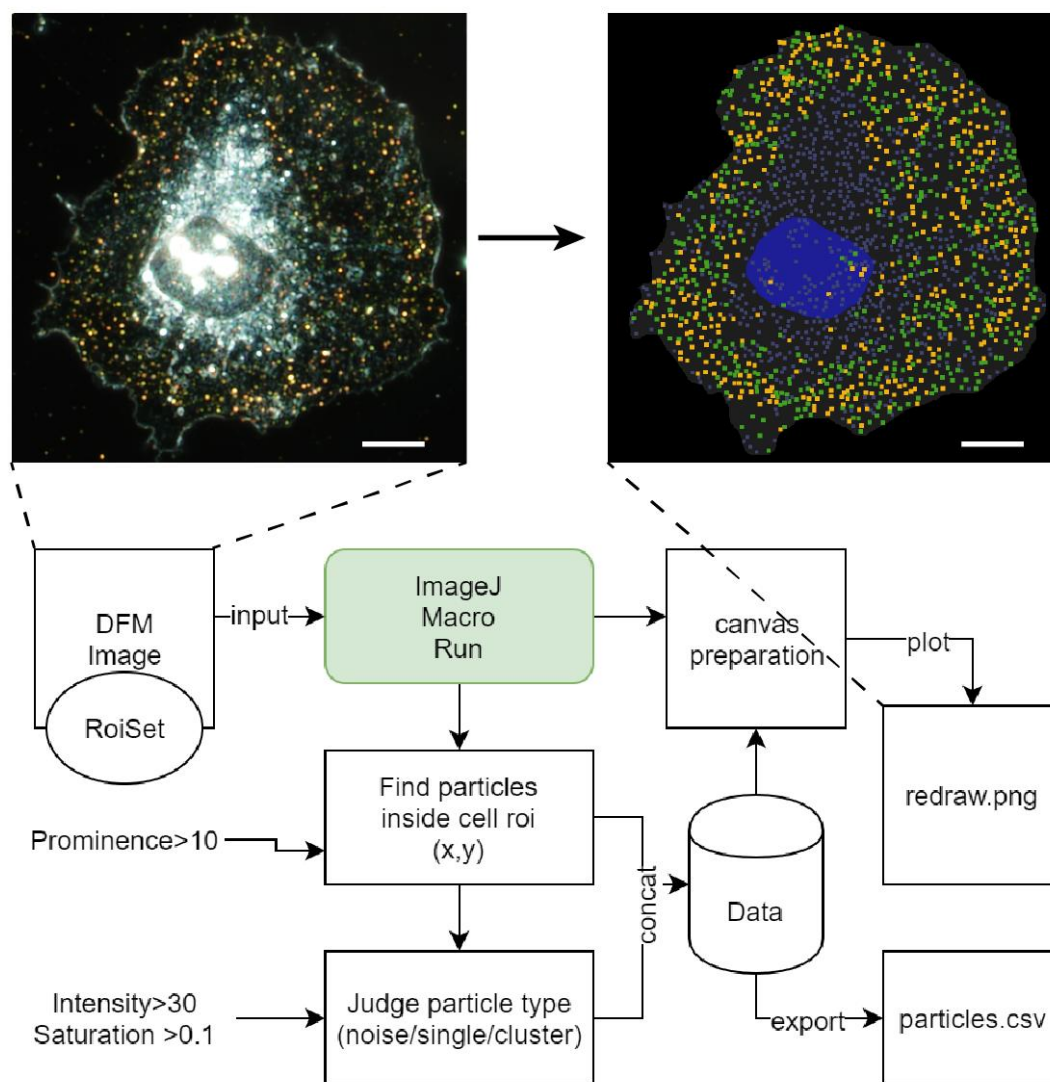 DFM
Image
RoiSet
input
ImageJ
Macro
Run
canvas
preparation
plot
redraw.png
Prominence>10
Find particles
inside cell roi
(x,y)
concat
Data
Intensity>30
Saturation >0.1
Judge particle type
(noise/single/cluster)
export
particles.csv